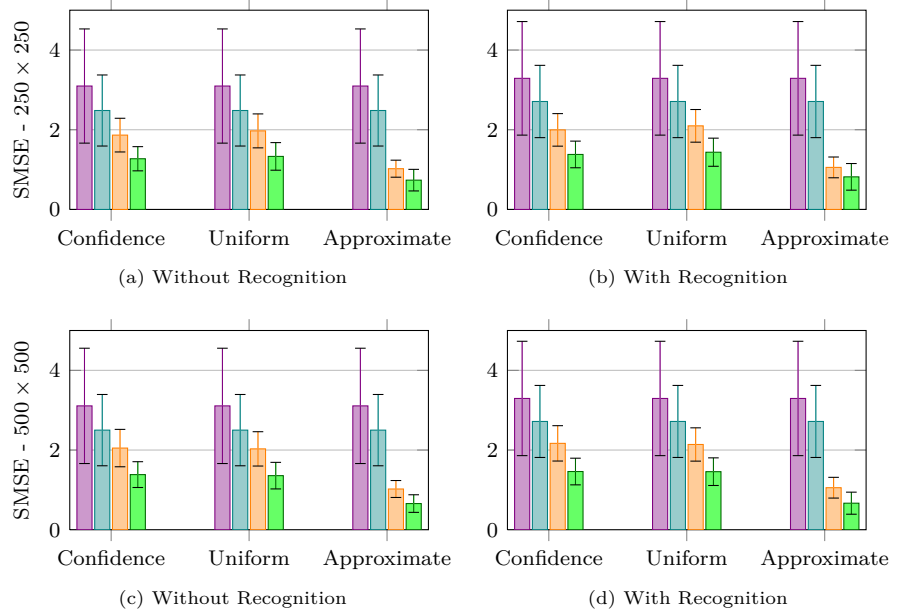 SMSE - 250 × 250
4
2
0
Confidence Uniform Approximate
(a) Without Recognition
4
2
0
Confidence Uniform Approximate
(b) With Recognition
SMSE - 500 × 500
4
2
0
Confidence Uniform Approximate
(c) Without Recognition
4
2
0
Confidence Uniform Approximate
(d) With Recognition